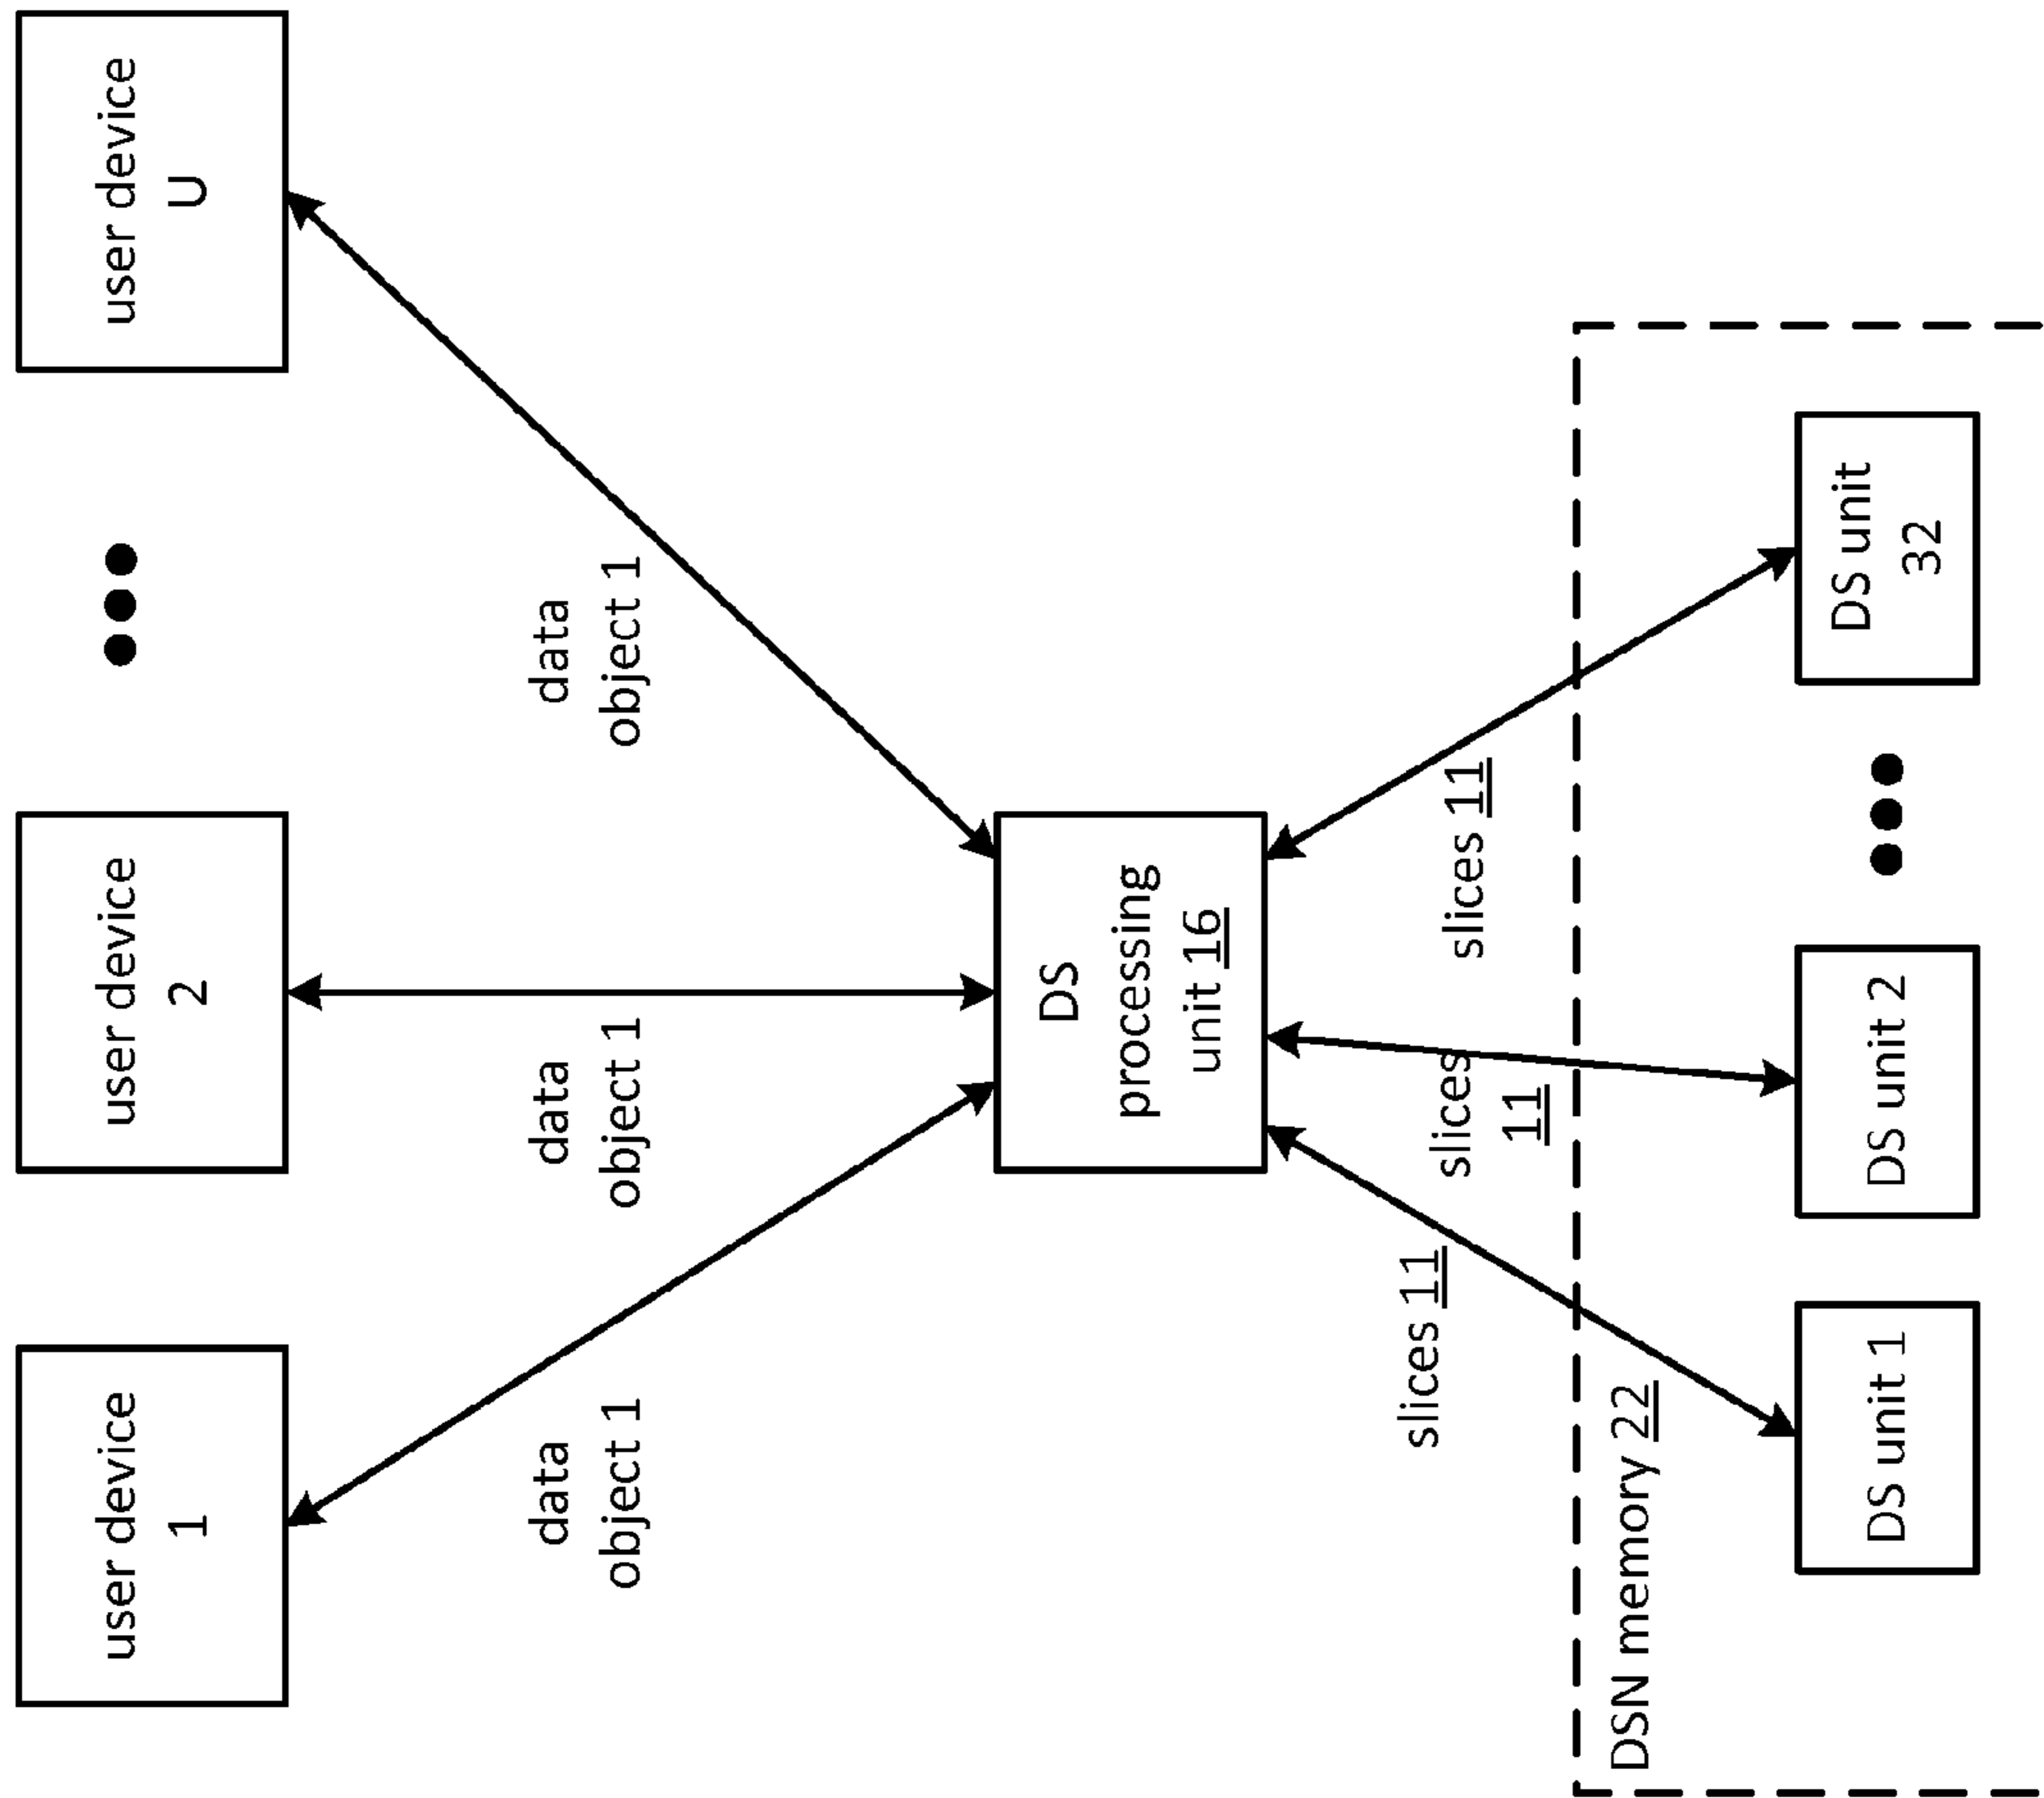 user device
1
user device
2
user device
U
data
object 1
data
object 1
data
object 1
DS
processing
unit 16
slices 11
slices
11
slices 11
DSN memory 22
DS unit 1
DS unit 2
DS unit
32